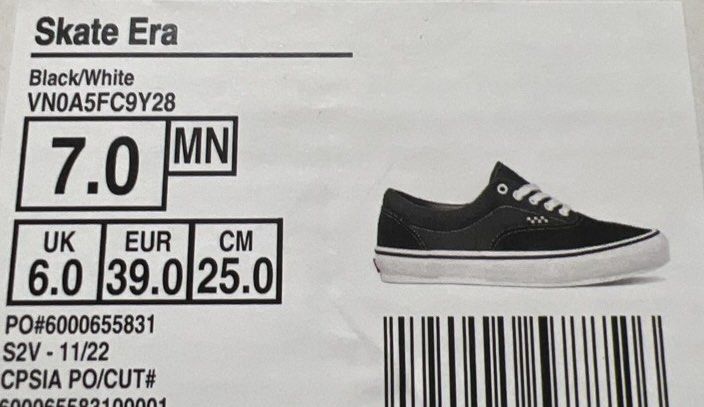 Skate Era
Black/White
VN0A5FC9Y28
7.0 MN
UK EUR CM
6.0 39.0 25.0
PO#6000655831
S2V - 11/22
CPSIA PO/CUT#